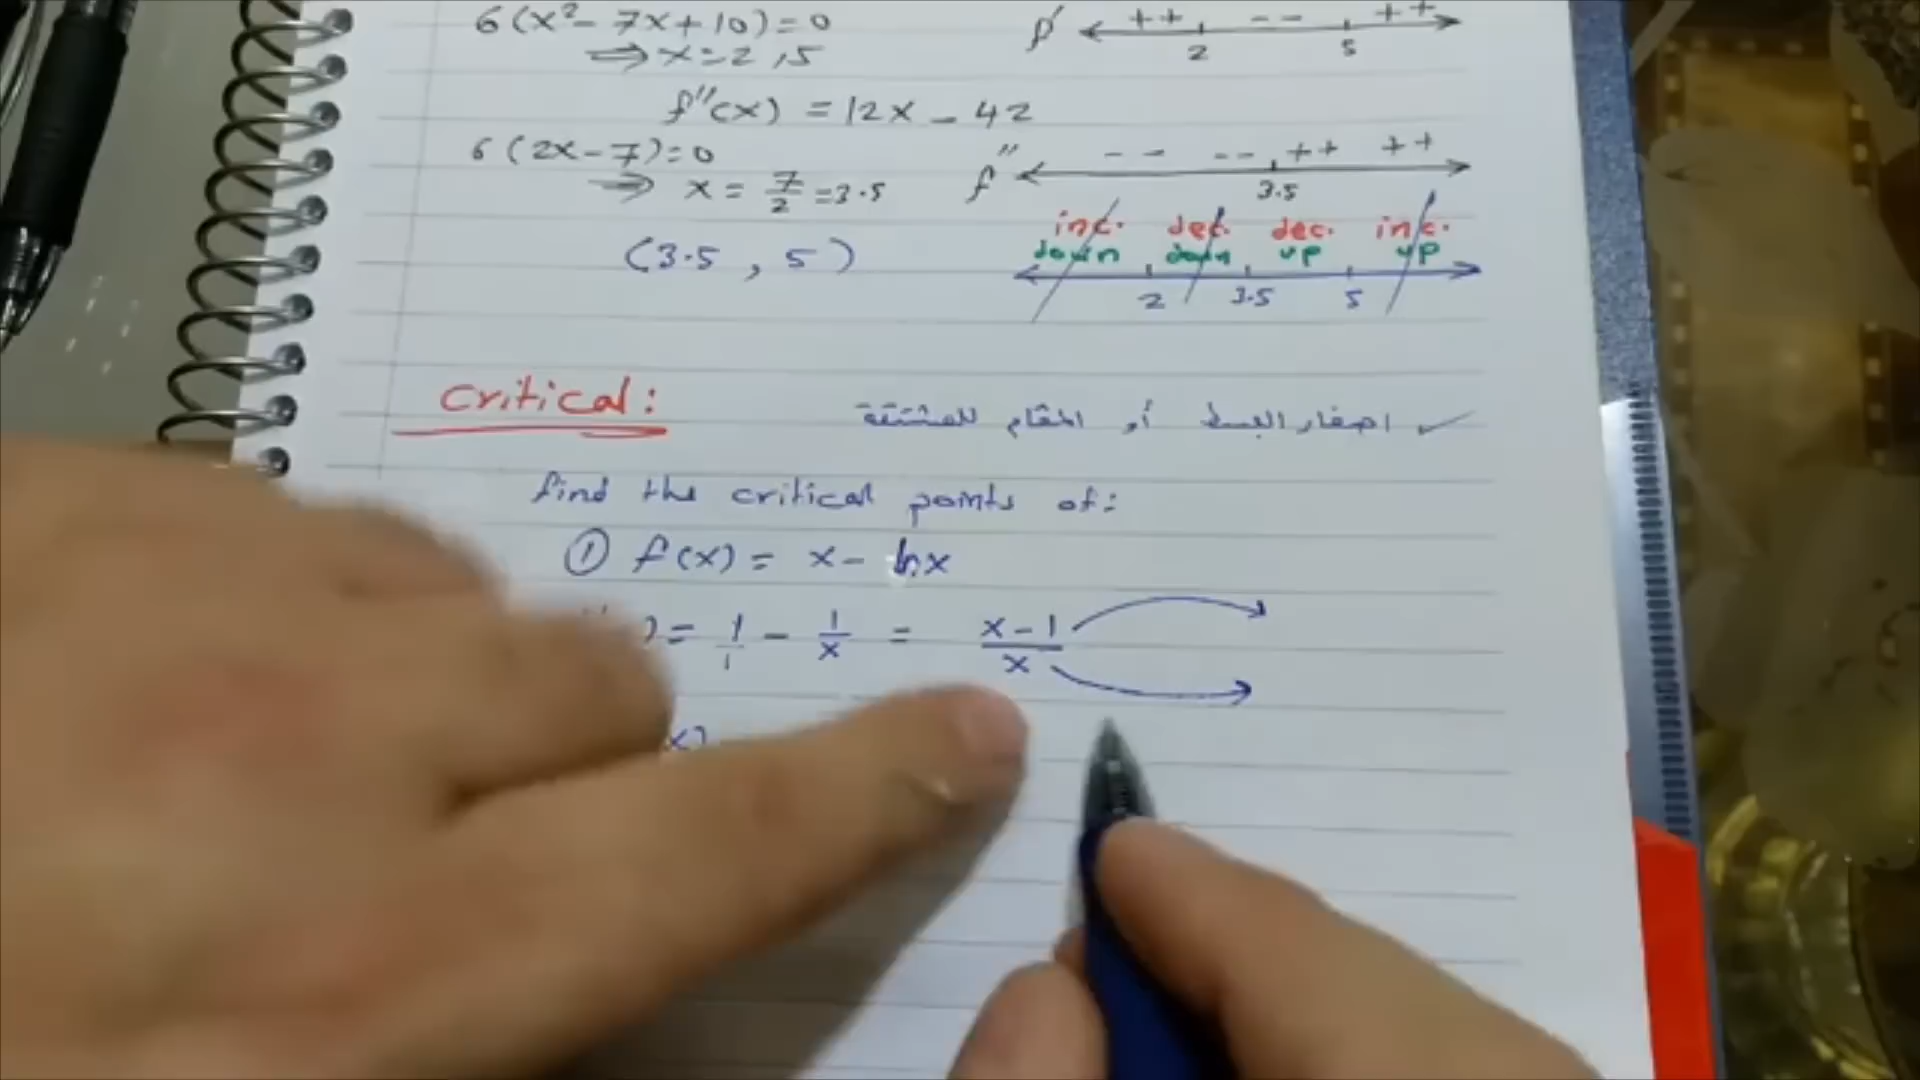 6(x²- 7x+10)=0
f' ++ 2 -- 5 ++
⟹ x=2 ,5
f''(x) = 12x - 42
6(2x-7)=0
f'' -- -- 3.5 ++ ++
⟹ x = 7/2 =3.5
inc. dec. dec. inc.
(3.5 , 5)
down down up up
2 3.5 5
Critical:
✓ اصفار البسط أو المقام للمشتقة
find the critical points of:
① f(x) = x- lnx
) = 1/1 - 1/x = x-1/x
x)